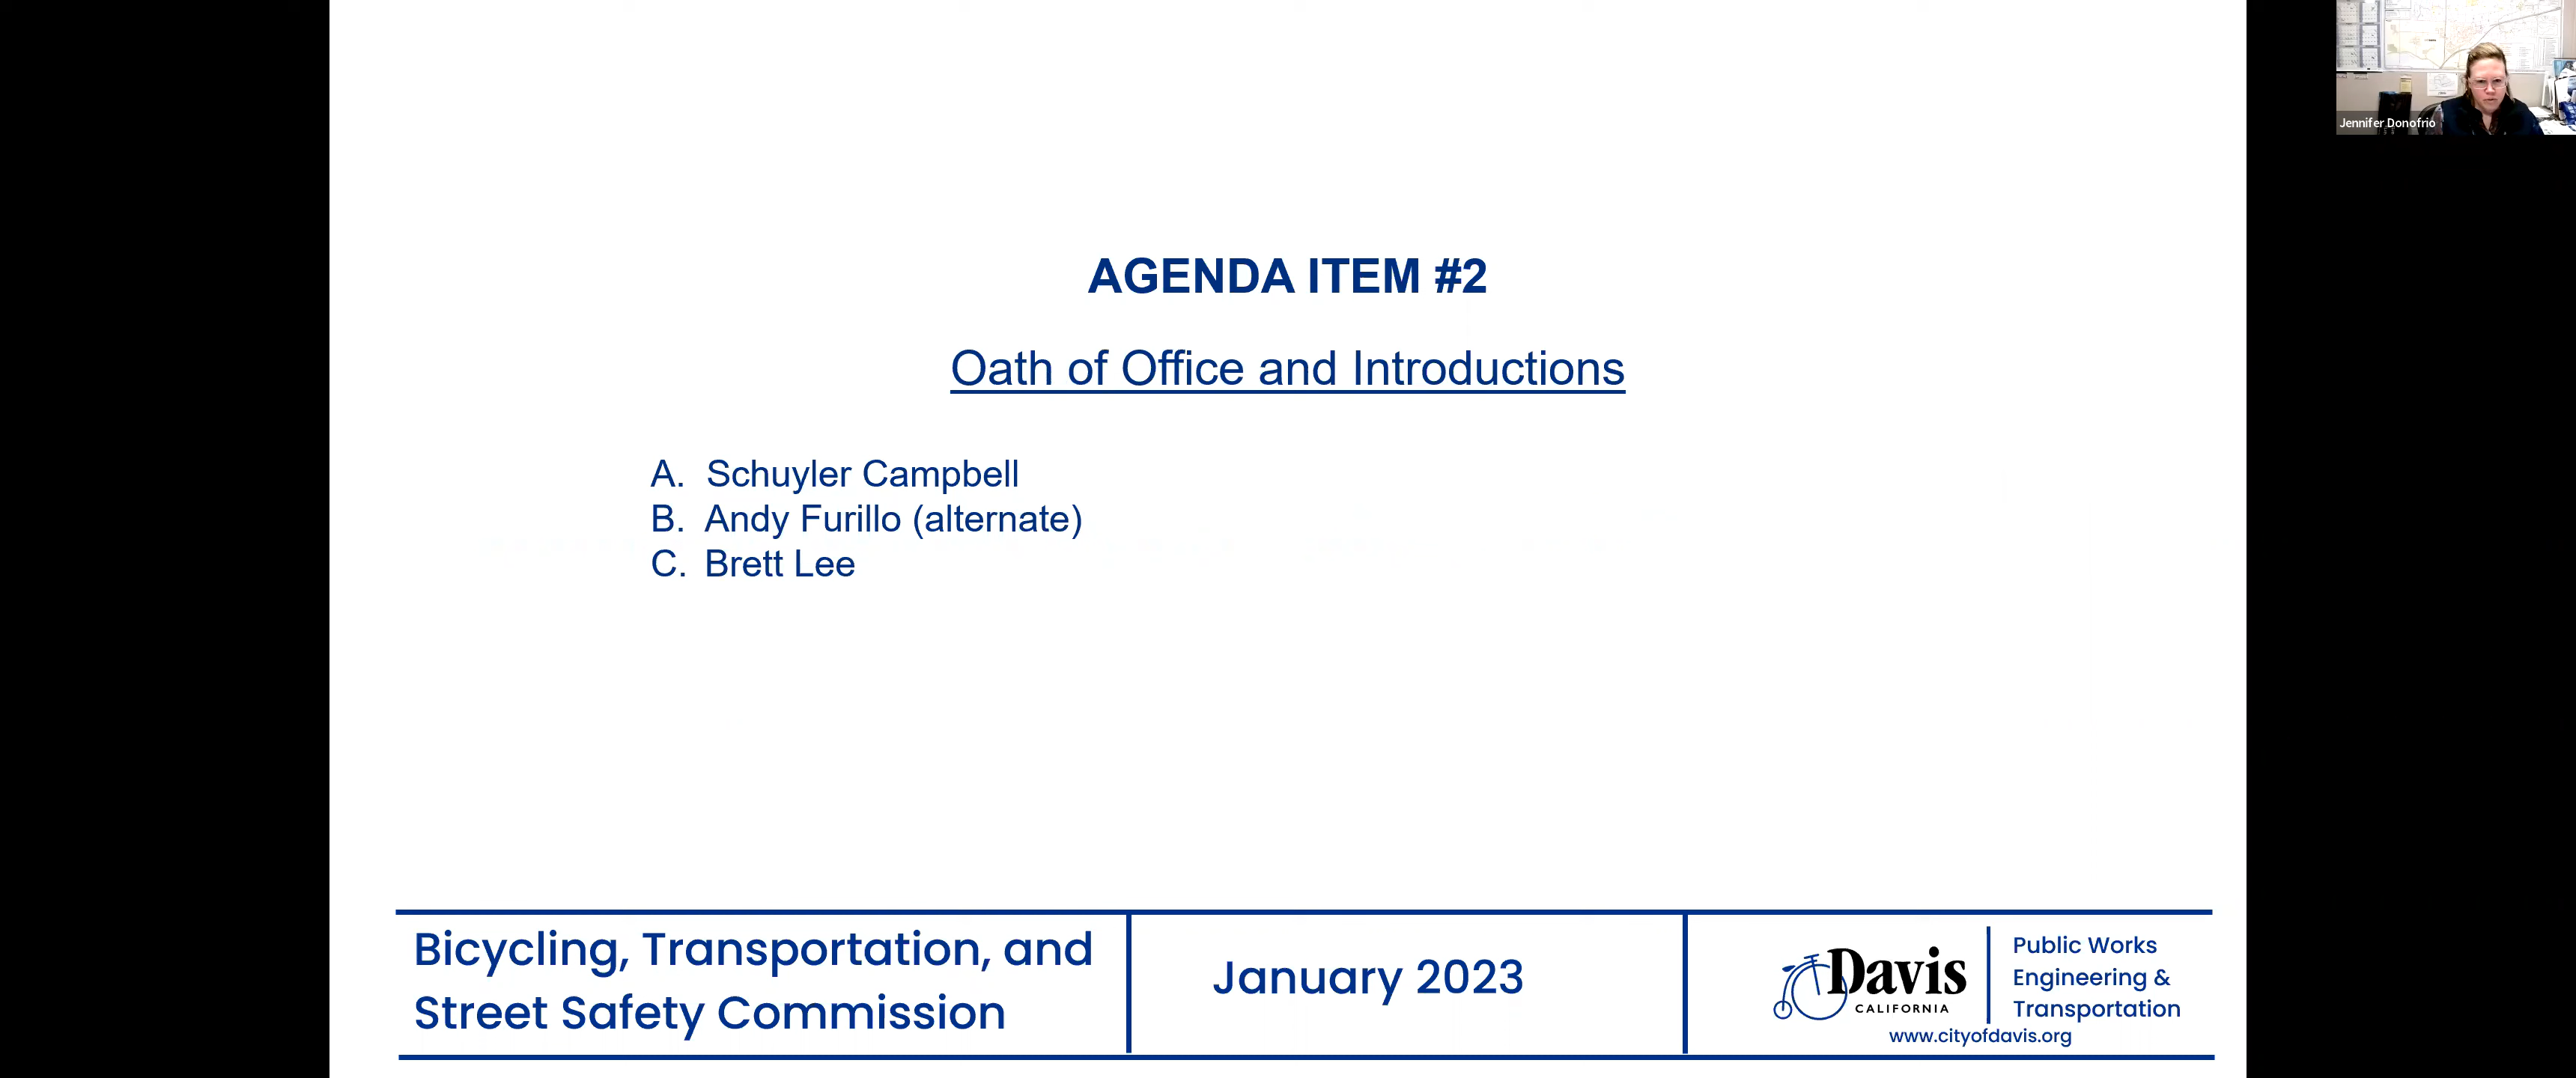 Jennifer Donofrio
AGENDA ITEM #2
Oath of Office and Introductions
A. Schuyler Campbell
B. Andy Furillo (alternate)
C. Brett Lee
Bicycling, Transportation, and
Street Safety Commission
January 2023
Davis
CALIFORNIA
Public Works
Engineering &
Transportation
www.cityofdavis.org